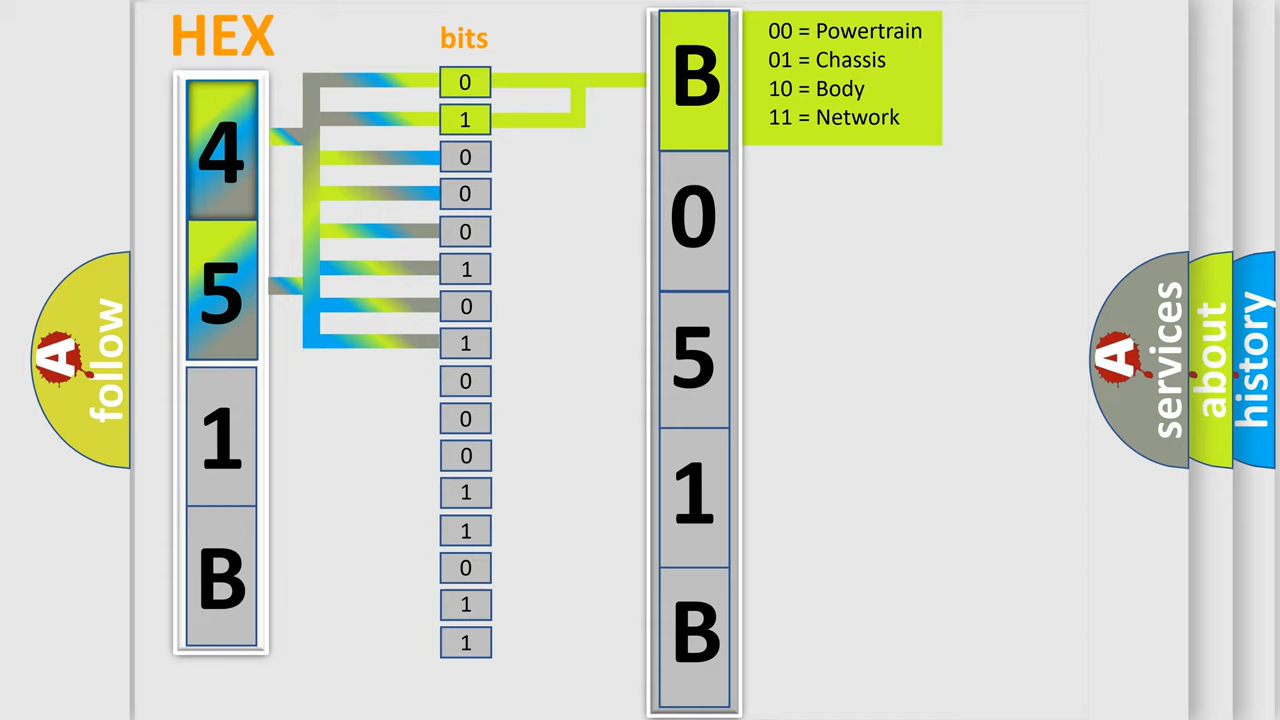 HEX
bits
4
5
1
B
0
1
0
0
0
1
0
1
0
0
0
1
1
0
1
1
B
0
5
1
B
00 = Powertrain
01 = Chassis
10 = Body
11 = Network
A
follow
A
services
about
history